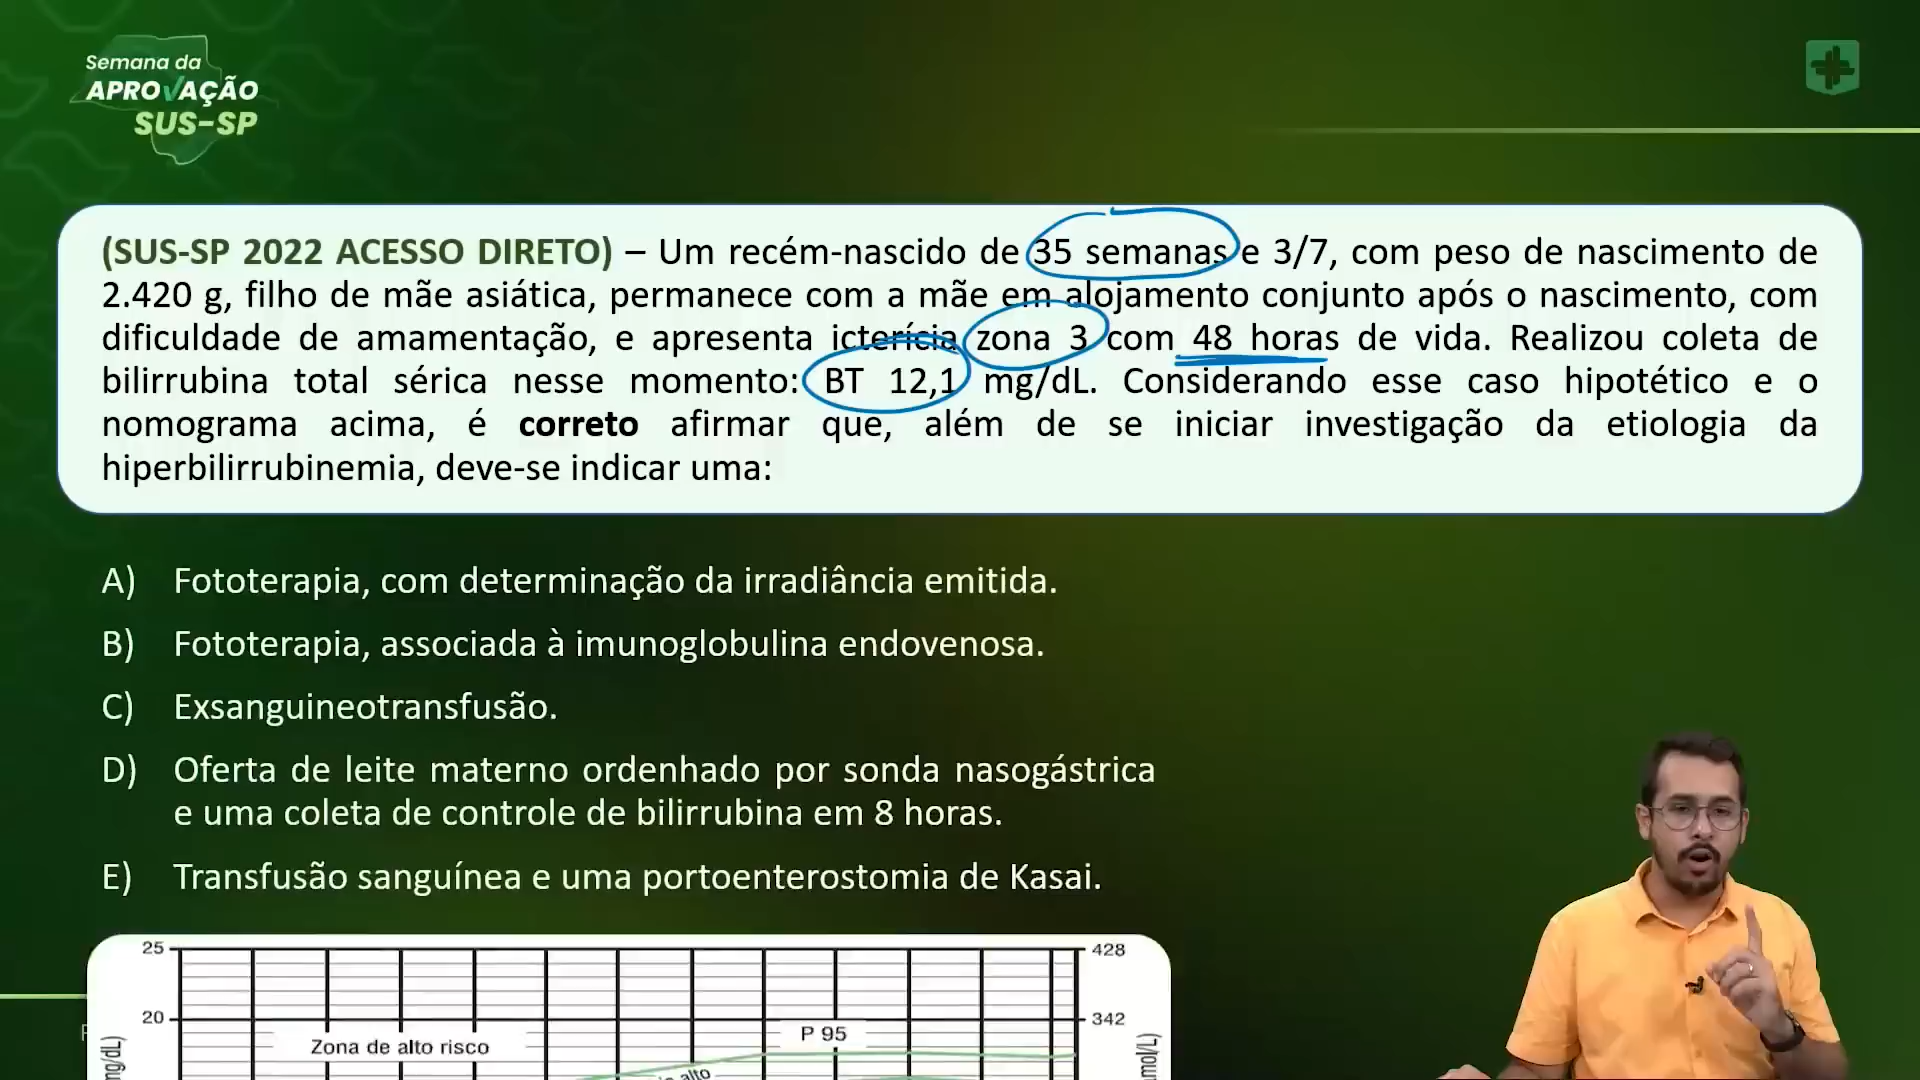 Semana da
APROVAÇÃO
SUS-SP
(SUS-SP 2022 ACESSO DIRETO) – Um recém-nascido de 35 semanas e 3/7, com peso de nascimento de
2.420 g, filho de mãe asiática, permanece com a mãe em alojamento conjunto após o nascimento, com
dificuldade de amamentação, e apresenta icterícia zona 3 com 48 horas de vida. Realizou coleta de
bilirrubina total sérica nesse momento: BT 12,1 mg/dL. Considerando esse caso hipotético e o
nomograma acima, é correto afirmar que, além de se iniciar investigação da etiologia da
hiperbilirrubinemia, deve-se indicar uma:
A) Fototerapia, com determinação da irradiância emitida.
B) Fototerapia, associada à imunoglobulina endovenosa.
C) Exsanguineotransfusão.
D) Oferta de leite materno ordenhado por sonda nasogástrica
e uma coleta de controle de bilirrubina em 8 horas.
E) Transfusão sanguínea e uma portoenterostomia de Kasai.
25 428
20 342
P 95
Zona de alto risco
alto